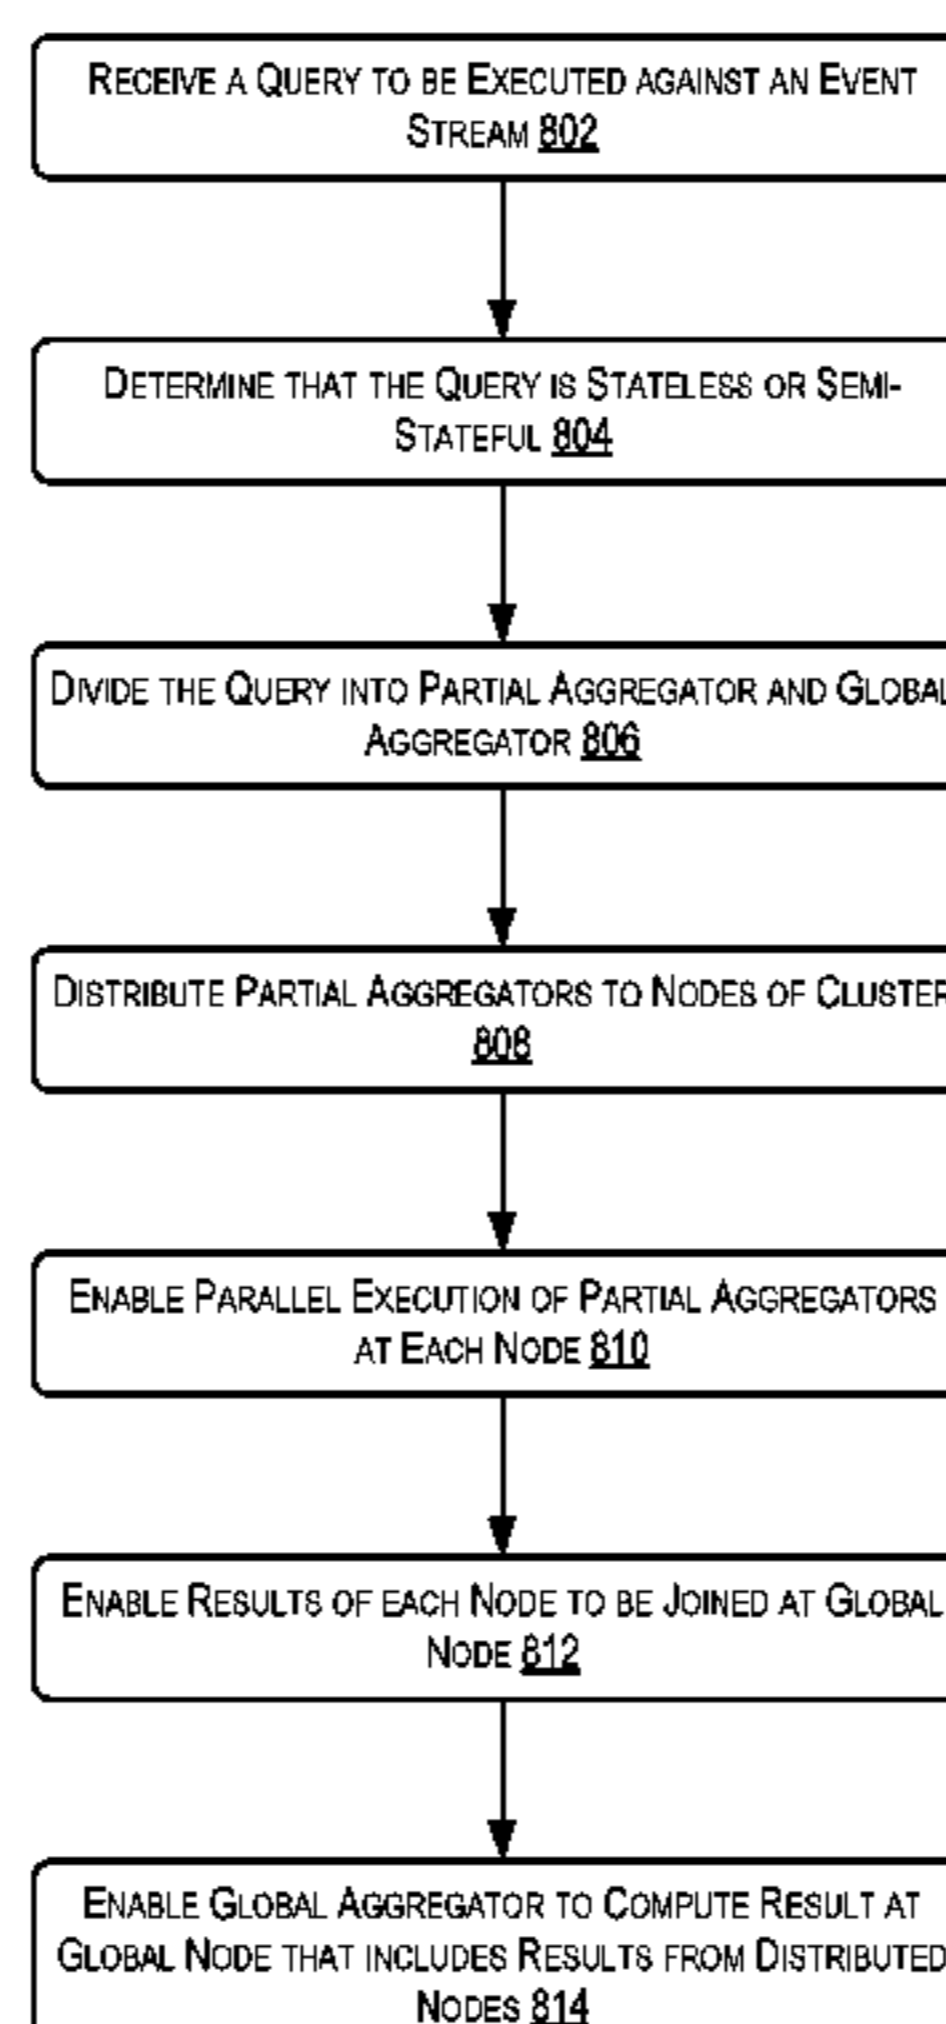 RECEIVE A QUERY TO BE EXECUTED AGAINST AN EVENT
STREAM 802
DETERMINE THAT THE QUERY IS STATELESS OR SEMI-
STATEFUL 804
DIVIDE THE QUERY INTO PARTIAL AGGREGATOR AND GLOBAL
AGGREGATOR 806
DISTRIBUTE PARTIAL AGGREGATORS TO NODES OF CLUSTER
808
ENABLE PARALLEL EXECUTION OF PARTIAL AGGREGATORS
AT EACH NODE 810
ENABLE RESULTS OF EACH NODE TO BE JOINED AT GLOBAL
NODE 812
ENABLE GLOBAL AGGREGATOR TO COMPUTE RESULT AT
GLOBAL NODE THAT INCLUDES RESULTS FROM DISTRIBUTED
NODES 814